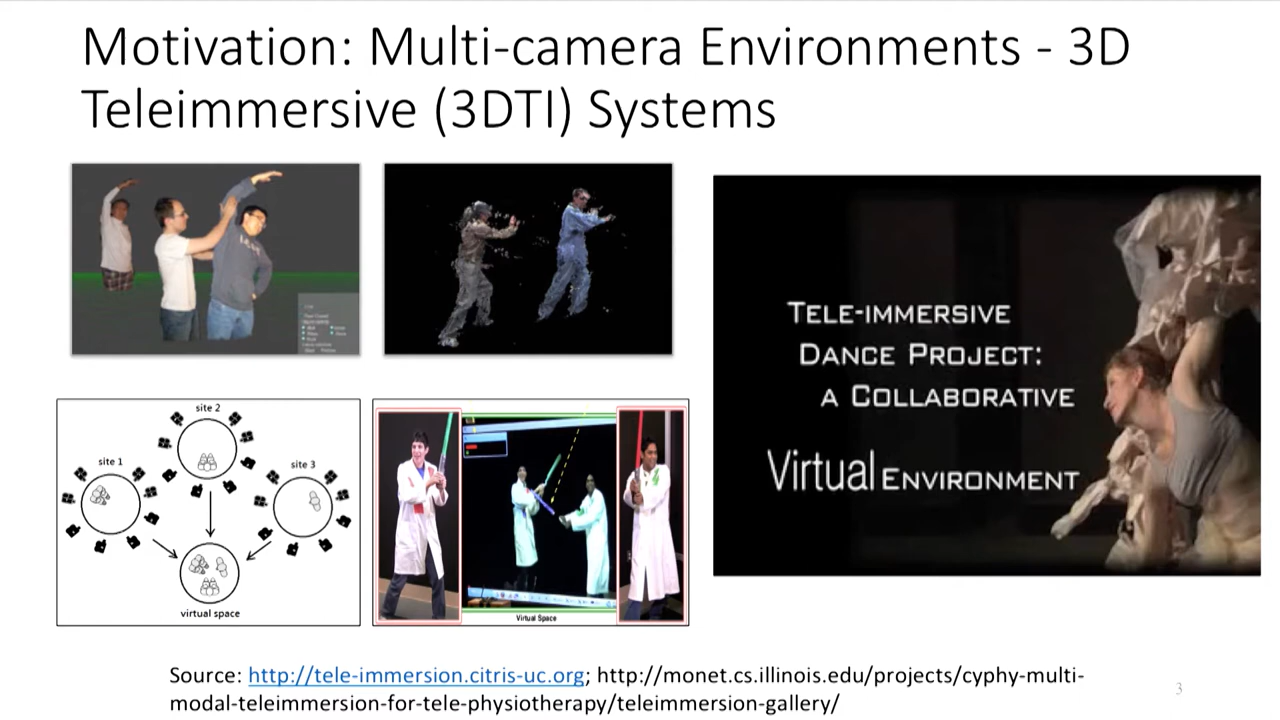 Motivation: Multi-camera Environments - 3D
Teleimmersive (3DTI) Systems
TELE-IMMERSIVE
DANCE PROJECT:
A COLLABORATIVE
Virtual ENVIRONMENT
site 2
site 1
site 3
virtual space
Virtual Space
Source: http://tele-immersion.citris-uc.org; http://monet.cs.illinois.edu/projects/cyphy-multi-
modal-teleimmersion-for-tele-physiotherapy/teleimmersion-gallery/
3